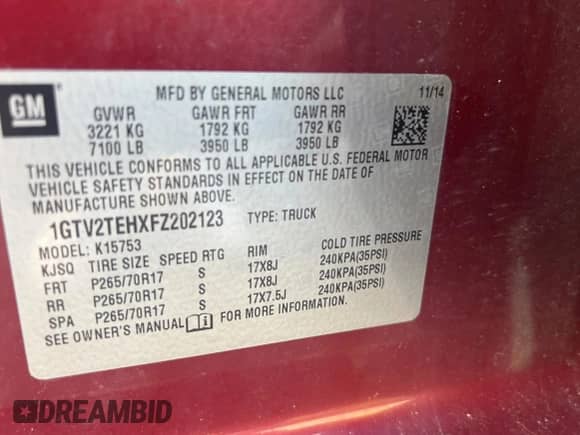 GM
MFD BY GENERAL MOTORS LLC 11/14
GVWR GAWR FRT GAWR RR
3221 KG 1792 KG 1792 KG
7100 LB 3950 LB 3950 LB
THIS VEHICLE CONFORMS TO ALL APPLICABLE U.S. FEDERAL MOTOR
VEHICLE SAFETY STANDARDS IN EFFECT ON THE DATE OF
MANUFACTURE SHOWN ABOVE.
1GTV2TEHXFZ202123 TYPE: TRUCK
MODEL: K15753
KJSQ TIRE SIZE SPEED RTG RIM COLD TIRE PRESSURE
FRT P265/70R17 S 17X8J 240KPA(35PSI)
RR P265/70R17 S 17X8J 240KPA(35PSI)
SPA P265/70R17 S 17X7.5J 240KPA(35PSI)
SEE OWNER'S MANUAL FOR MORE INFORMATION.
DREAMBID